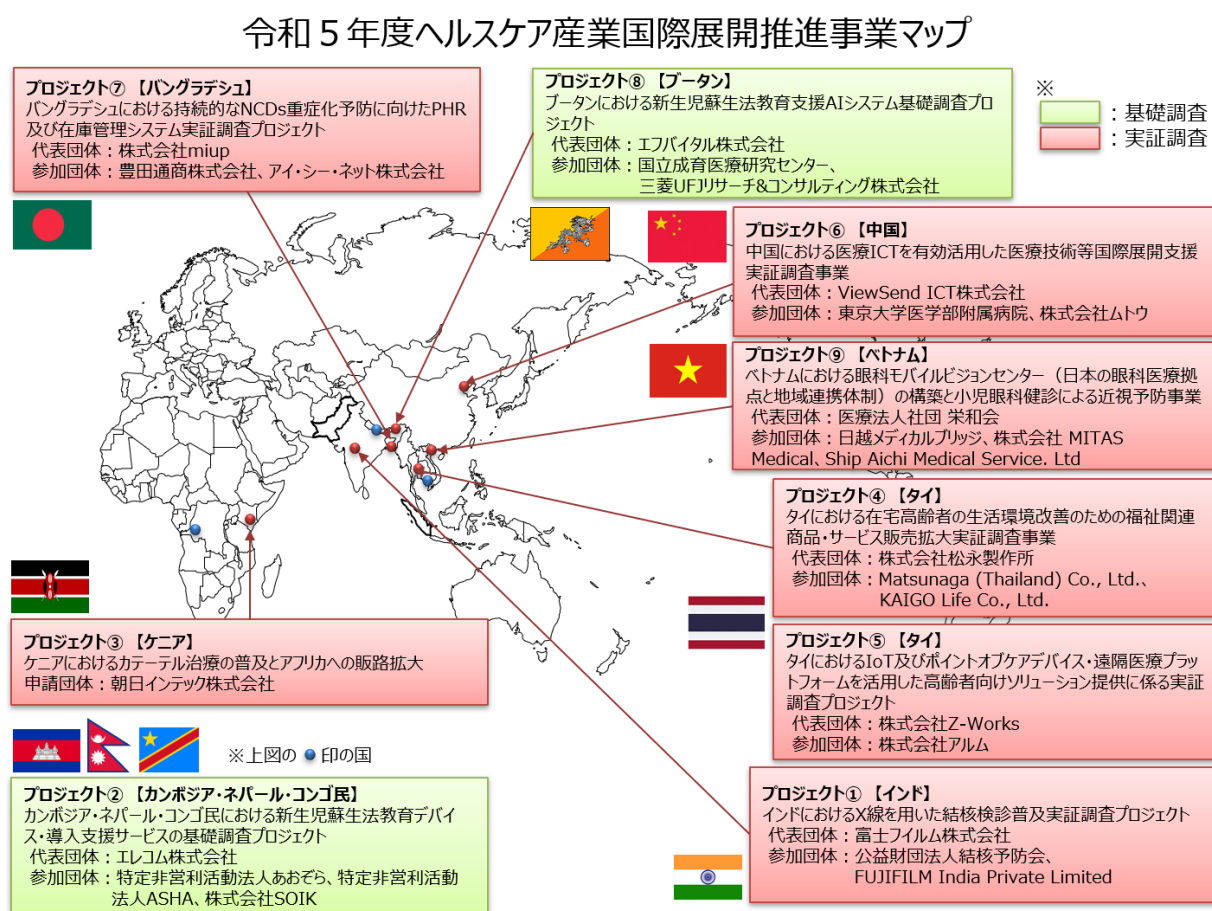 令和５年度ヘルスケア産業国際展開推進事業マップ
プロジェクト⑦ 【バングラデシュ】
バングラデシュにおける持続的なNCDs重症化予防に向けたPHR
及び在庫管理システム実証調査プロジェクト
代表団体：株式会社miup
参加団体：豊田通商株式会社、アイ・シー・ネット株式会社
プロジェクト⑧ 【ブータン】
ブータンにおける新生児蘇生法教育支援AIシステム基礎調査プロ
ジェクト
代表団体：エフバイタル株式会社
参加団体：国立成育医療研究センター、
三菱UFJリサーチ&コンサルティング株式会社
※
：基礎調査
：実証調査
プロジェクト⑥ 【中国】
中国における医療ICTを有効活用した医療技術等国際展開支援
実証調査事業
代表団体：ViewSend ICT株式会社
参加団体：東京大学医学部附属病院、株式会社ムトウ
プロジェクト⑨ 【ベトナム】
ベトナムにおける眼科モバイルビジョンセンター（日本の眼科医療拠
点と地域連携体制）の構築と小児眼科健診による近視予防事業
代表団体：医療法人社団 栄和会
参加団体：日越メディカルブリッジ、株式会社 MITAS
Medical、Ship Aichi Medical Service. Ltd
プロジェクト④ 【タイ】
タイにおける在宅高齢者の生活環境改善のための福祉関連
商品・サービス販売拡大実証調査事業
代表団体：株式会社松永製作所
参加団体：Matsunaga (Thailand) Co., Ltd.、
KAIGO Life Co., Ltd.
プロジェクト③ 【ケニア】
ケニアにおけるカテーテル治療の普及とアフリカへの販路拡大
申請団体：朝日インテック株式会社
プロジェクト⑤ 【タイ】
タイにおけるIoT及びポイントオブケアデバイス・遠隔医療プラッ
トフォームを活用した高齢者向けソリューション提供に係る実証
調査プロジェクト
代表団体：株式会社Z-Works
参加団体：株式会社アルム
※上図の ● 印の国
プロジェクト② 【カンボジア・ネパール・コンゴ民】
カンボジア・ネパール・コンゴ民における新生児蘇生法教育デバイ
ス・導入支援サービスの基礎調査プロジェクト
代表団体：エレコム株式会社
参加団体：特定非営利活動法人あおぞら、特定非営利活動
法人ASHA、株式会社SOIK
プロジェクト① 【インド】
インドにおけるX線を用いた結核検診普及実証調査プロジェクト
代表団体：富士フイルム株式会社
参加団体：公益財団法人結核予防会、
FUJIFILM India Private Limited